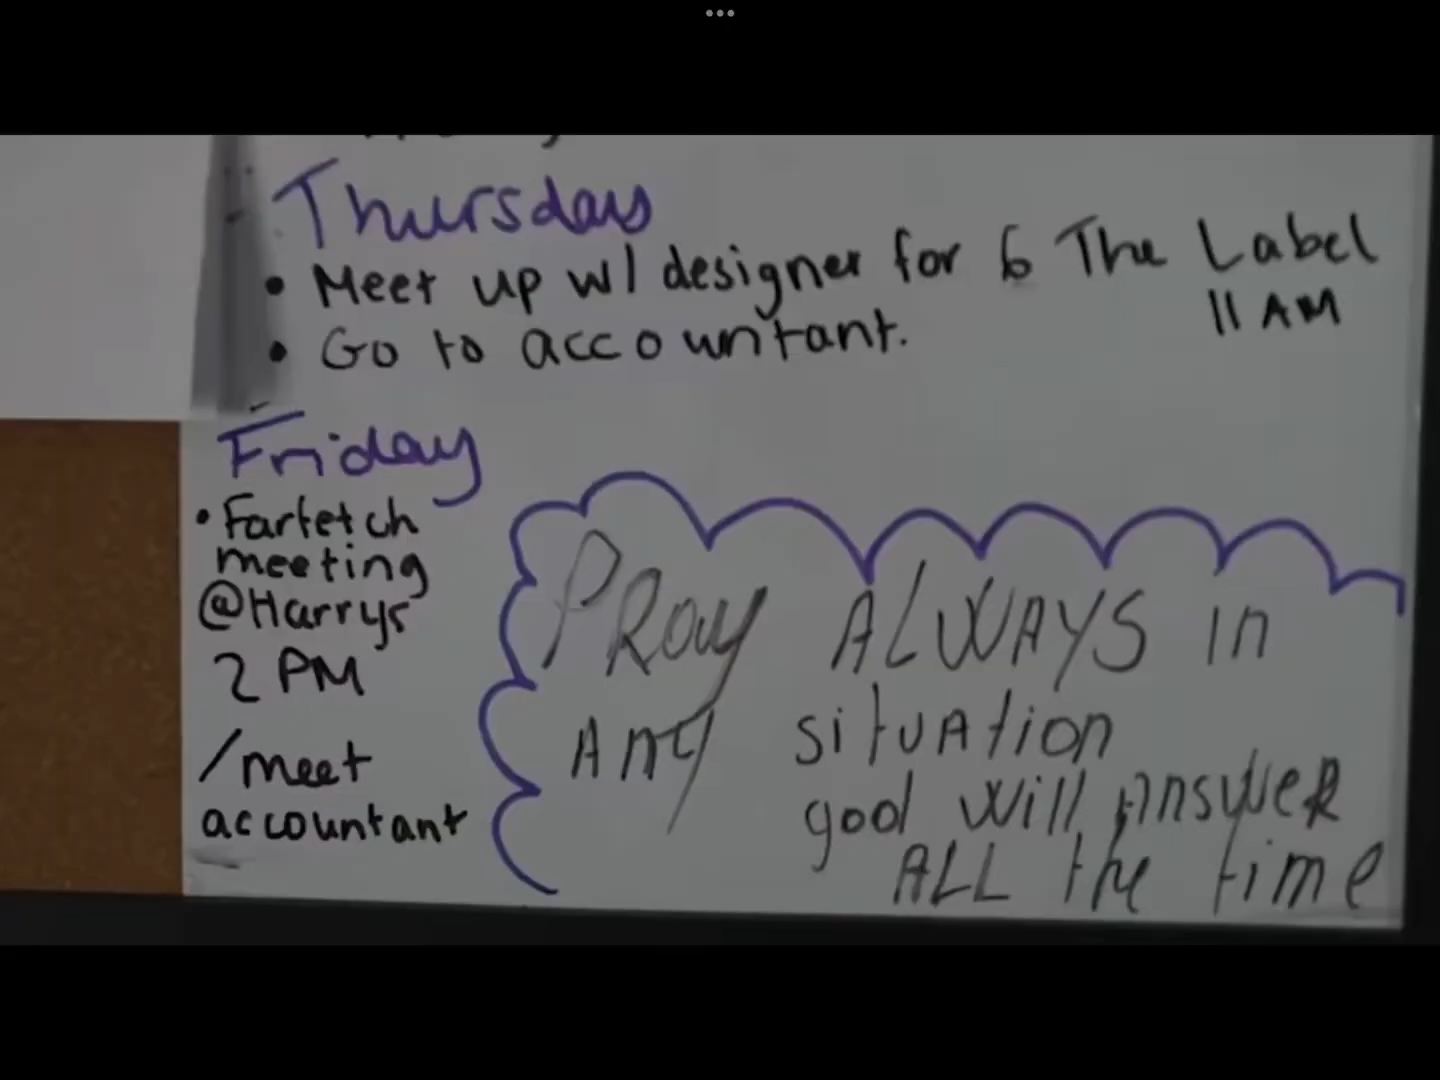 Thursday
• Meet up w/ designer for 6 The Label
11 AM
• Go to accountant.
Friday
• Farfetch
meeting
@Harrys
2 PM
/meet
accountant
PRay ALWAYS in
ANY situation
good will Answer
ALL the time